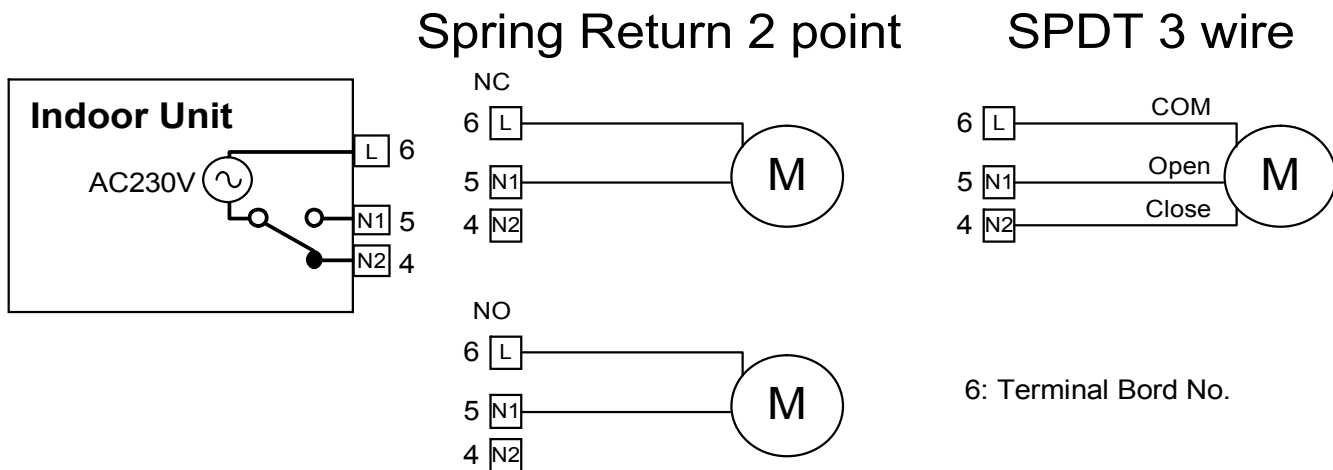 Spring Return 2 point
SPDT 3 wire
Indoor Unit
AC230V
L 6
N1 5
N2 4
NC
6 L
5 N1
4 N2
M
NO
6 L
5 N1
4 N2
M
6 L COM
5 N1 Open
4 N2 Close
M
6: Terminal Bord No.